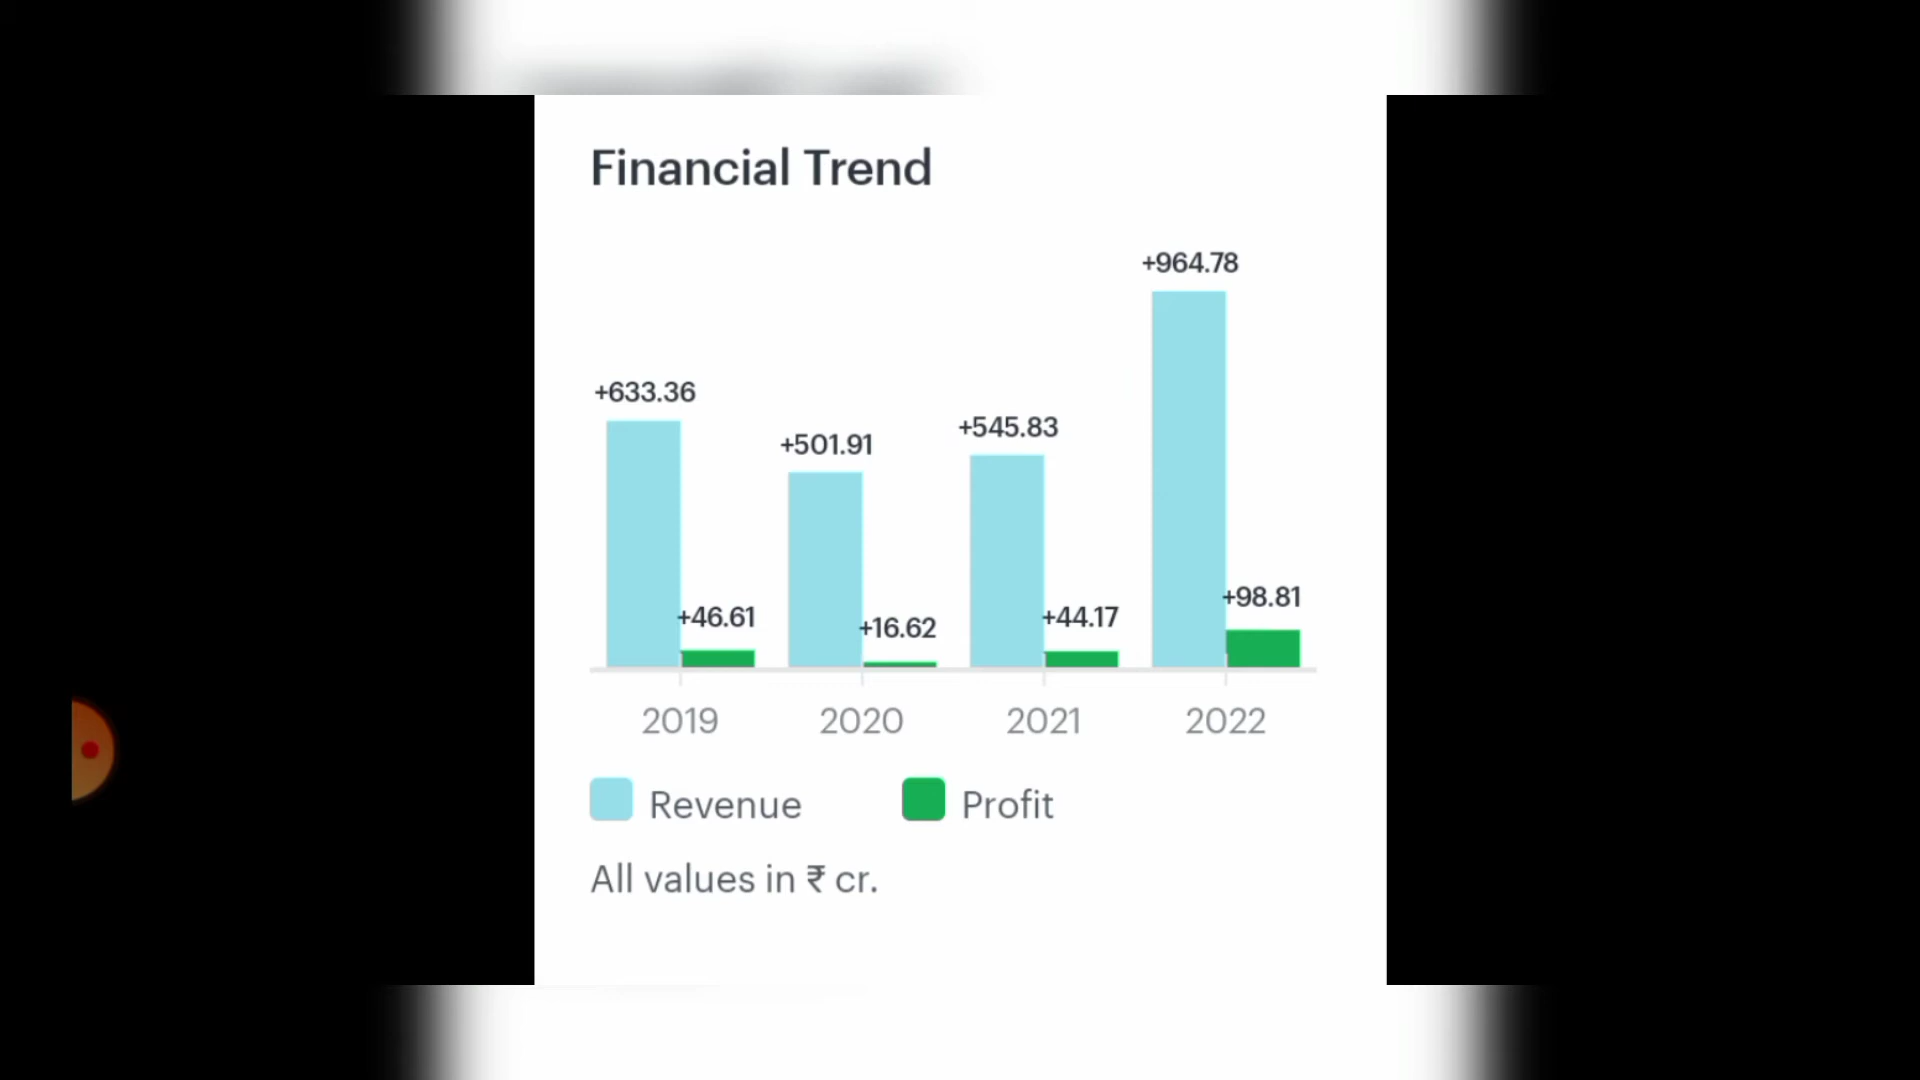 Financial Trend
+964.78
+633.36
+501.91
+545.83
+46.61
+16.62
+44.17
+98.81
2019 2020 2021 2022
Revenue Profit
All values in ₹ cr.